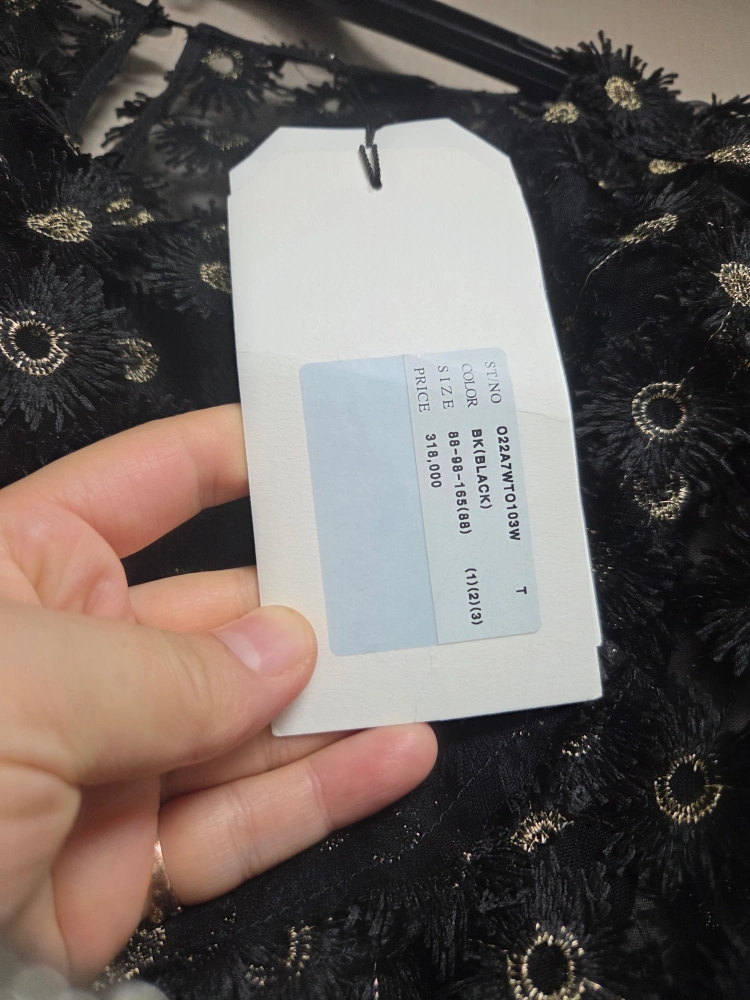 ST/NO O22A7WTO103W T
COLOR BK(BLACK) (1)(2)(3)
SIZE 88-98-165(88)
PRICE 318,000